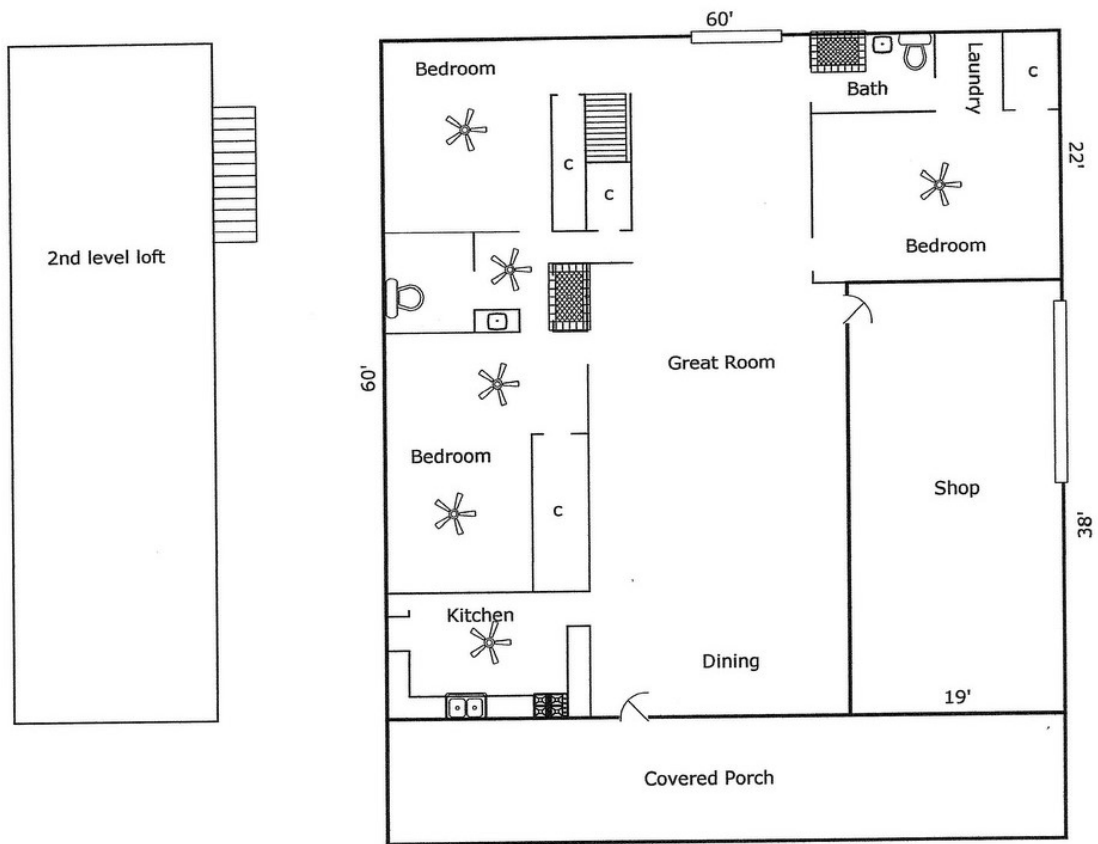 60'
Bedroom
Bath
Laundry
c
c
c
22'
2nd level loft
Bedroom
60'
Great Room
Bedroom
c
Shop
38'
Kitchen
Dining
19'
Covered Porch